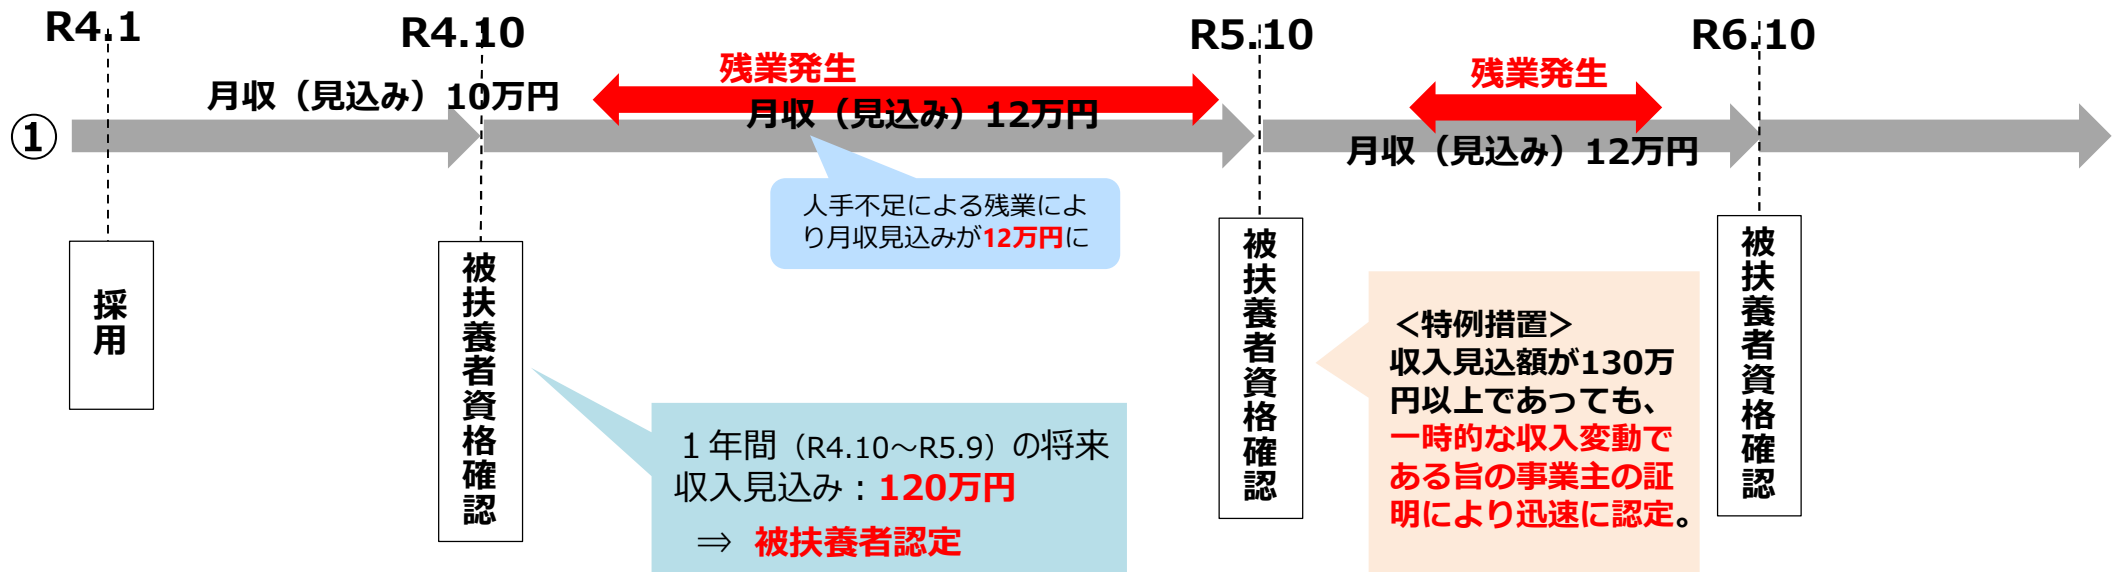 R4.1
R4.10
R5.10
R6.10
残業発生
残業発生
月収（見込み）10万円
月収（見込み）12万円
月収（見込み）12万円
①
人手不足による残業によ
り月収見込みが12万円に
採用
被扶養者資格確認
被扶養者資格確認
被扶養者資格確認
１年間（R4.10～R5.9）の将来
収入見込み：120万円
⇒ 被扶養者認定
＜特例措置＞
収入見込額が130万
円以上であっても、
一時的な収入変動で
ある旨の事業主の証
明により迅速に認定。